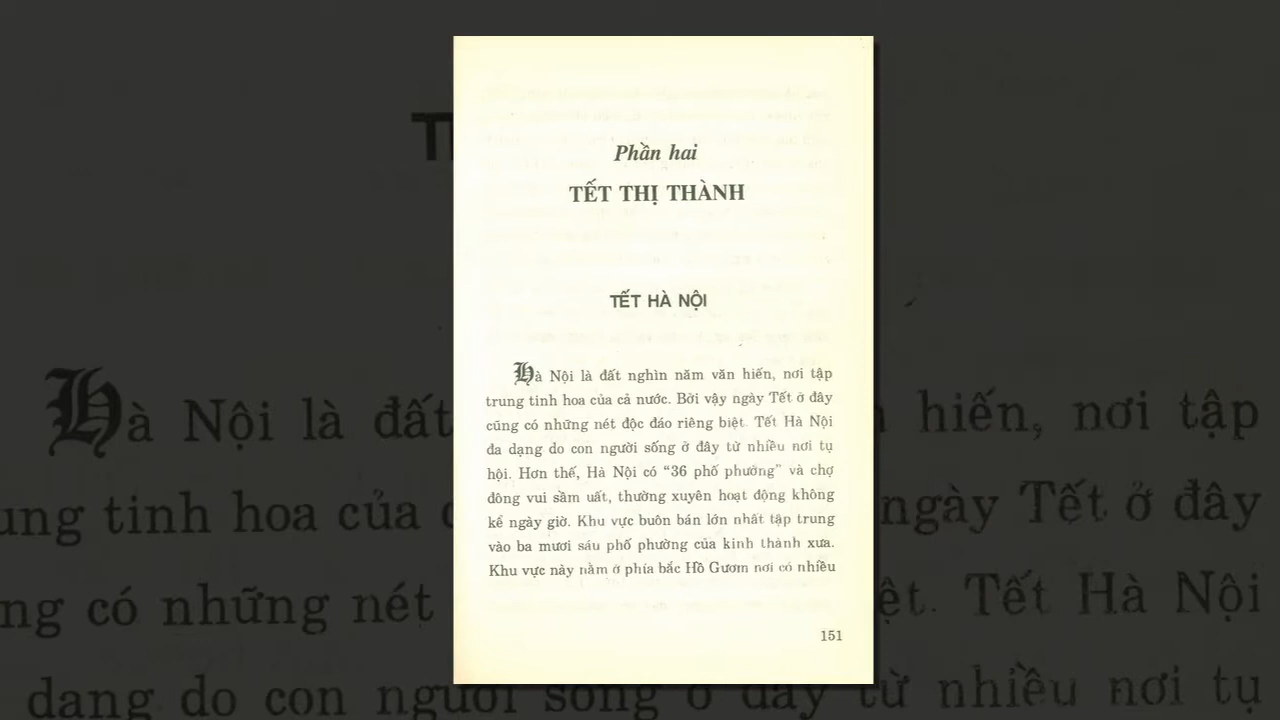 Phần hai
TẾT THỊ THÀNH
TẾT HÀ NỘI
Hà Nội là đất nghìn năm văn hiến, nơi tập
trung tinh hoa của cả nước. Bởi vậy ngày Tết ở đây
cũng có những nét độc đáo riêng biệt. Tết Hà Nội
đa dạng do con người sống ở đây từ nhiều nơi tụ
hội. Hơn thế, Hà Nội có “36 phố phường” và chợ
đông vui sầm uất, thường xuyên hoạt động không
kể ngày giờ. Khu vực buôn bán lớn nhất tập trung
vào ba mươi sáu phố phường của kinh thành xưa.
Khu vực này nằm ở phía bắc Hồ Gươm nơi có nhiều
151